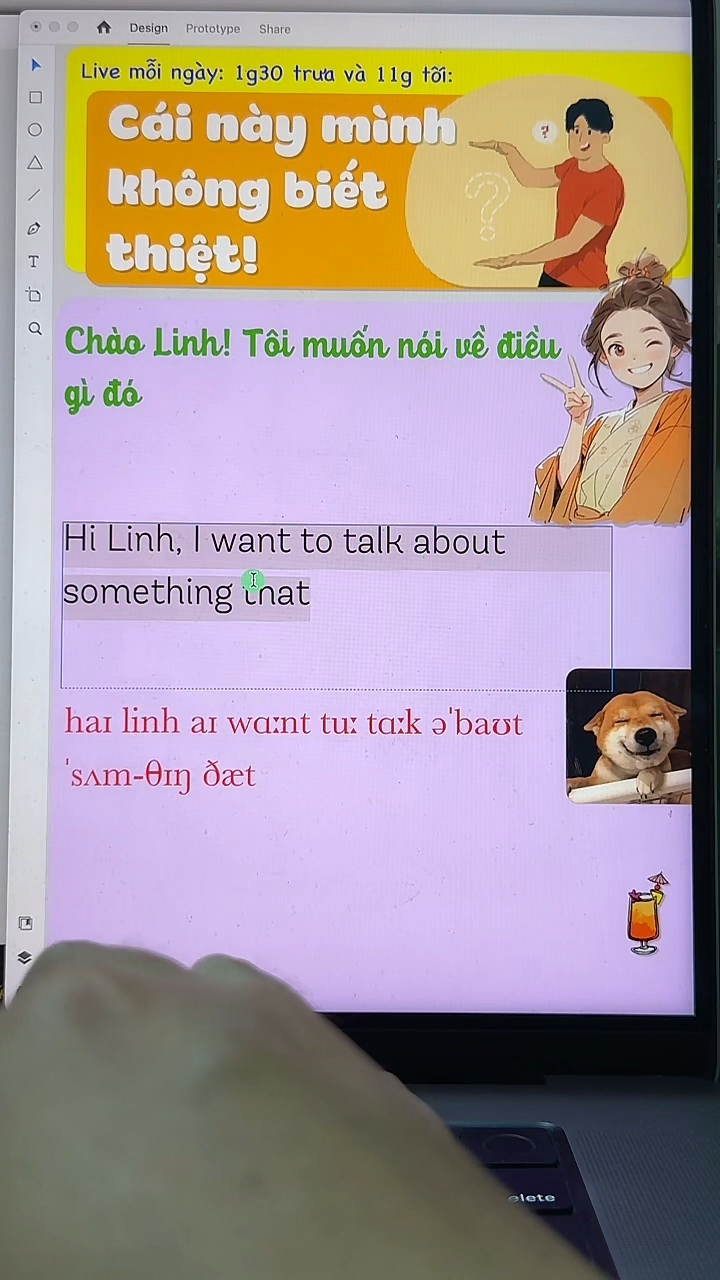 Design Prototype Share
Live mỗi ngày: 1g30 trưa và 11g tối:
Cái này mình
không biết
thiệt!
?
Chào Linh! Tôi muốn nói về điều
gì đó
Hi Linh, I want to talk about
something that
haɪ linh aɪ wɑːnt tuː tɑːk əˈbaʊt
ˈsʌm-θɪŋ ðæt
elete